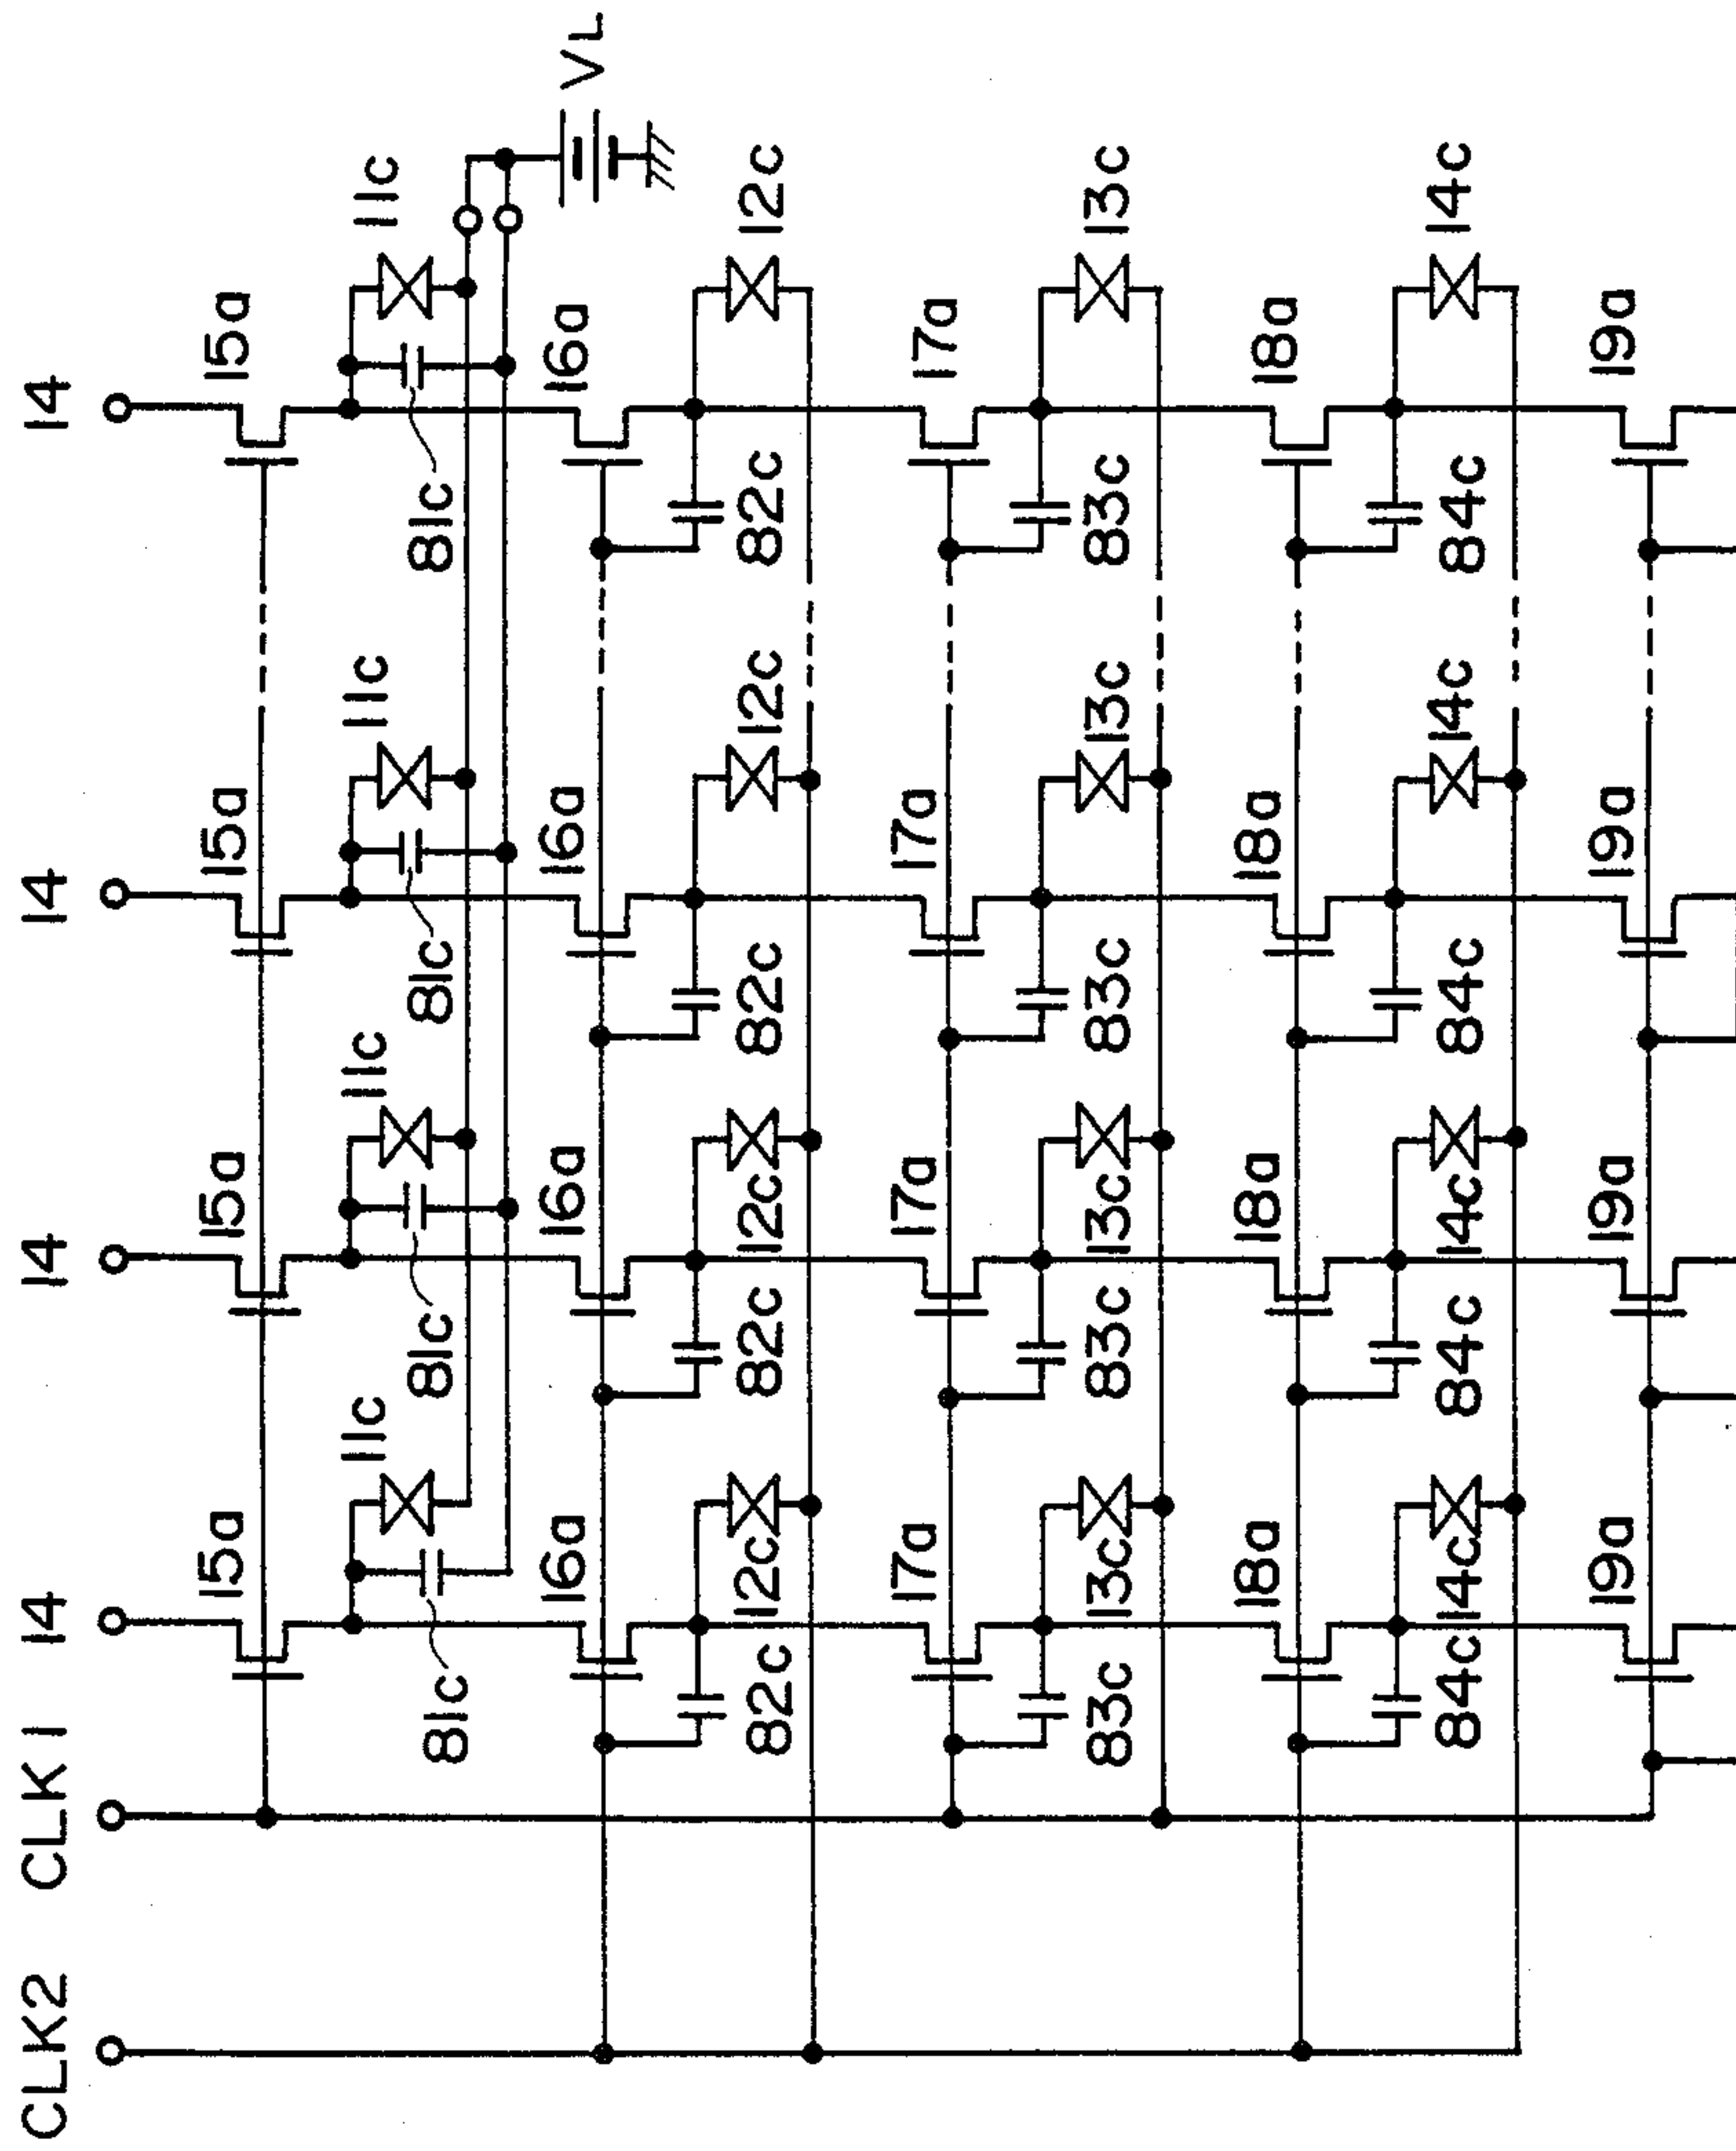 CLK2 CLK1 14 14 14 14
15a 15a 15a 15a
11c 11c 11c 11c
81c 81c 81c 81c
16a 16a 16a 16a VL
82c 12c 82c 12c 82c 12c 82c 12c
17a 17a 17a 17a
83c 13c 83c 13c 83c 13c 83c 13c
18a 18a 18a 18a
84c 14c 84c 14c 84c 14c 84c 14c
19a 19a 19a 19a